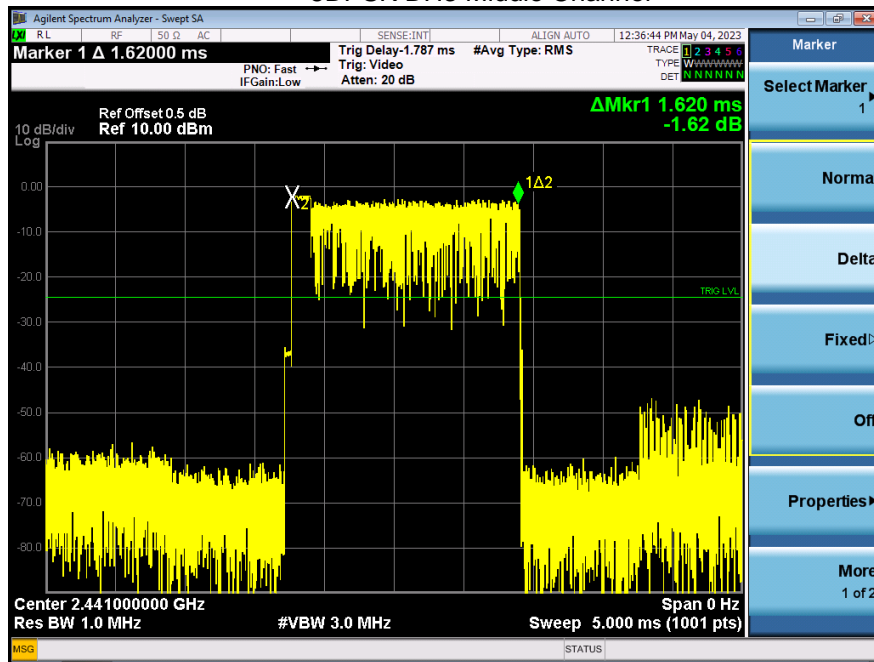 Agilent Spectrum Analyzer - Swept SA
RL RF 50 Ω AC SENSE:INT ALIGN AUTO 12:36:44 PM May 04, 2023
Marker 1 Δ 1.62000 ms
PNO: Fast
IFGain:Low
Trig Delay-1.787 ms
Trig: Video
Atten: 20 dB
#Avg Type: RMS
TRACE 1 2 3 4 5 6
TYPE WWWWWW
DET N N N N N N
ΔMkr1 1.620 ms
-1.62 dB
Ref Offset 0.5 dB
10 dB/div Ref 10.00 dBm
Log
0.00
-10.0
-20.0
-30.0
-40.0
-50.0
-60.0
-70.0
-80.0
1Δ2
2
TRIG LVL
Center 2.441000000 GHz
Span 0 Hz
Res BW 1.0 MHz
#VBW 3.0 MHz
Sweep 5.000 ms (1001 pts)
MSG
STATUS
Marker
Select Marker
1
Norma
Delta
Fixed
Off
Properties
More
1 of 2